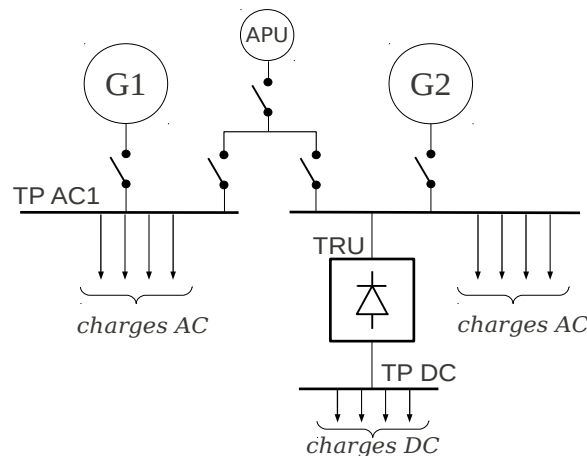 APU
G1
G2
TP AC1
TRU
charges AC
charges AC
TP DC
charges DC